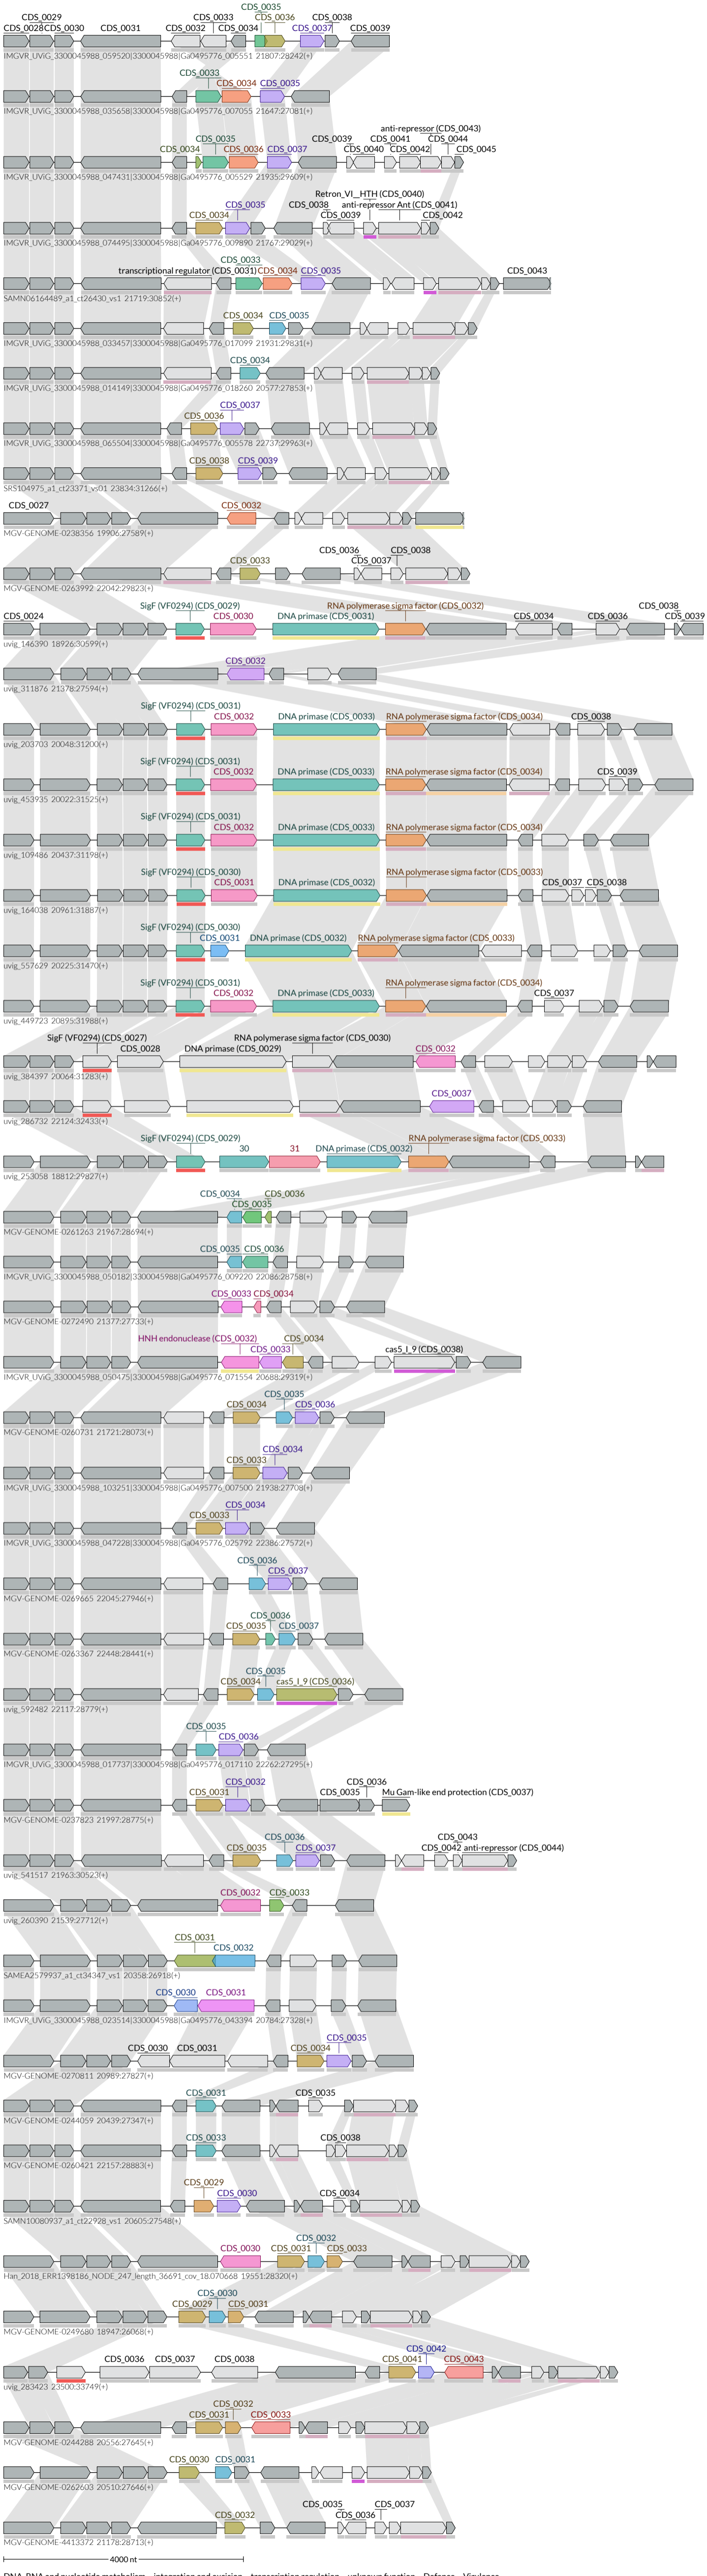 CDS_0035
CDS_0029 CDS_0033 CDS_0036 CDS_0038
CDS_0028 CDS_0030 CDS_0031 CDS_0032 CDS_0034 CDS_0037 CDS_0039
IMGVR_UViG_3300045988_059520|3300045988|Ga0495776_005551 21807:28242(+)
CDS_0033
CDS_0034 CDS_0035
IMGVR_UViG_3300045988_035658|3300045988|Ga0495776_007055 21647:27081(+)
anti-repressor (CDS_0043)
CDS_0035 CDS_0039 CDS_0041 CDS_0044
CDS_0034 CDS_0036 CDS_0037 CDS_0040 CDS_0042 CDS_0045
IMGVR_UViG_3300045988_047431|3300045988|Ga0495776_005529 21935:29609(+)
Retron_VI__HTH (CDS_0040)
CDS_0035 CDS_0038 anti-repressor Ant (CDS_0041)
CDS_0034 CDS_0039 CDS_0042
IMGVR_UViG_3300045988_074495|3300045988|Ga0495776_009890 21767:29029(+)
CDS_0033
transcriptional regulator (CDS_0031) CDS_0034 CDS_0035 CDS_0043
SAMN06164489_a1_ct26430_vs1 21719:30852(+)
CDS_0034 CDS_0035
IMGVR_UViG_3300045988_033457|3300045988|Ga0495776_017099 21931:29831(+)
CDS_0034
IMGVR_UViG_3300045988_014149|3300045988|Ga0495776_018260 20577:27853(+)
CDS_0037
CDS_0036
IMGVR_UViG_3300045988_065504|3300045988|Ga0495776_005578 22737:29963(+)
CDS_0038 CDS_0039
SRS104975_a1_ct23371_vs01 23834:31266(+)
CDS_0027 CDS_0032
MGV-GENOME-0238356 19906:27589(+)
CDS_0036 CDS_0038
CDS_0033 CDS_0037
MGV-GENOME-0263992 22042:29823(+)
SigF (VF0294) (CDS_0029) RNA polymerase sigma factor (CDS_0032) CDS_0038
CDS_0024 CDS_0030 DNA primase (CDS_0031) CDS_0034 CDS_0036 CDS_0039
uvig_146390 18926:30599(+)
CDS_0032
uvig_311876 21378:27594(+)
SigF (VF0294) (CDS_0031)
CDS_0032 DNA primase (CDS_0033) RNA polymerase sigma factor (CDS_0034) CDS_0038
uvig_203703 20048:31200(+)
SigF (VF0294) (CDS_0031)
CDS_0032 DNA primase (CDS_0033) RNA polymerase sigma factor (CDS_0034) CDS_0039
uvig_453935 20022:31525(+)
SigF (VF0294) (CDS_0031)
CDS_0032 DNA primase (CDS_0033) RNA polymerase sigma factor (CDS_0034)
uvig_109486 20437:31198(+)
SigF (VF0294) (CDS_0030) RNA polymerase sigma factor (CDS_0033)
CDS_0031 DNA primase (CDS_0032) CDS_0037 CDS_0038
uvig_164038 20961:31887(+)
SigF (VF0294) (CDS_0030)
CDS_0031 DNA primase (CDS_0032) RNA polymerase sigma factor (CDS_0033)
uvig_557629 20225:31470(+)
SigF (VF0294) (CDS_0031) RNA polymerase sigma factor (CDS_0034)
CDS_0032 DNA primase (CDS_0033) CDS_0037
uvig_449723 20895:31988(+)
SigF (VF0294) (CDS_0027) RNA polymerase sigma factor (CDS_0030)
CDS_0028 DNA primase (CDS_0029) CDS_0032
uvig_384397 20064:31283(+)
CDS_0037
uvig_286732 22124:32433(+)
SigF (VF0294) (CDS_0029) RNA polymerase sigma factor (CDS_0033)
30 31 DNA primase (CDS_0032)
uvig_253058 18812:29827(+)
CDS_0034 CDS_0036
CDS_0035
MGV-GENOME-0261263 21967:28694(+)
CDS_0035 CDS_0036
IMGVR_UViG_3300045988_050182|3300045988|Ga0495776_009220 22086:28758(+)
CDS_0033 CDS_0034
MGV-GENOME-0272490 21377:27733(+)
HNH endonuclease (CDS_0032) CDS_0034
CDS_0033 cas5_I_9 (CDS_0038)
IMGVR_UViG_3300045988_050475|3300045988|Ga0495776_071554 20688:29319(+)
CDS_0035
CDS_0034 CDS_0036
MGV-GENOME-0260731 21721:28073(+)
CDS_0034
CDS_0033
IMGVR_UViG_3300045988_103251|3300045988|Ga0495776_007500 21938:27708(+)
CDS_0034
CDS_0033
IMGVR_UViG_3300045988_047228|3300045988|Ga0495776_025792 22386:27572(+)
CDS_0036
CDS_0037
MGV-GENOME-0269665 22045:27946(+)
CDS_0036
CDS_0035 CDS_0037
MGV-GENOME-0263367 22448:28441(+)
CDS_0035
CDS_0034 cas5_I_9 (CDS_0036)
uvig_592482 22117:28779(+)
CDS_0035
CDS_0036
IMGVR_UViG_3300045988_017737|3300045988|Ga0495776_017110 22262:27295(+)
CDS_0032 CDS_0036
CDS_0031 CDS_0035 Mu Gam-like end protection (CDS_0037)
MGV-GENOME-0237823 21997:28775(+)
CDS_0036 CDS_0043
CDS_0035 CDS_0037 CDS_0042 anti-repressor (CDS_0044)
uvig_541517 21963:30523(+)
CDS_0032 CDS_0033
uvig_260390 21539:27712(+)
CDS_0031
CDS_0032
SAMEA2579937_a1_ct34347_vs1 20358:26918(+)
CDS_0030 CDS_0031
IMGVR_UViG_3300045988_023514|3300045988|Ga0495776_043394 20784:27328(+)
CDS_0035
CDS_0030 CDS_0031 CDS_0034
MGV-GENOME-0270811 20989:27827(+)
CDS_0031 CDS_0035
MGV-GENOME-0244059 20439:27347(+)
CDS_0033 CDS_0038
MGV-GENOME-0260421 22157:28883(+)
CDS_0029
CDS_0030 CDS_0034
SAMN10080937_a1_ct22928_vs1 20605:27548(+)
CDS_0032
CDS_0030 CDS_0031 CDS_0033
Han_2018_ERR1398186_NODE_247_length_36691_cov_18.070668 19551:28320(+)
CDS_0030
CDS_0029 CDS_0031
MGV-GENOME-0249680 18947:26068(+)
CDS_0042
CDS_0036 CDS_0037 CDS_0038 CDS_0041 CDS_0043
uvig_283423 23500:33749(+)
CDS_0032
CDS_0031 CDS_0033
MGV-GENOME-0244288 20556:27645(+)
CDS_0030 CDS_0031
MGV-GENOME-0262603 20510:27646(+)
CDS_0035 CDS_0037
CDS_0032 CDS_0036
MGV-GENOME-4413372 21178:28713(+)
4000 nt